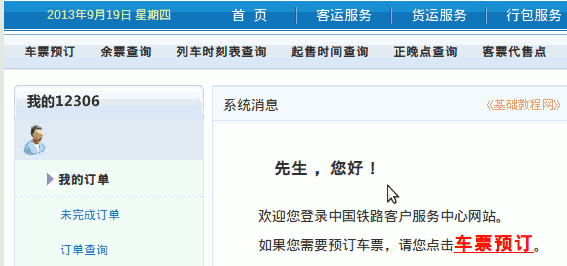 2013年9月19日 星期四 首 页 客运服务 货运服务 行包服务
车票预订 余票查询 列车时刻表查询 起售时间查询 正晚点查询 客票代售点
我的12306
系统消息 《基础教程网》
先生，您好！
我的订单
未完成订单
欢迎您登录中国铁路客户服务中心网站。
订单查询
如果您需要预订车票，请您点击车票预订。